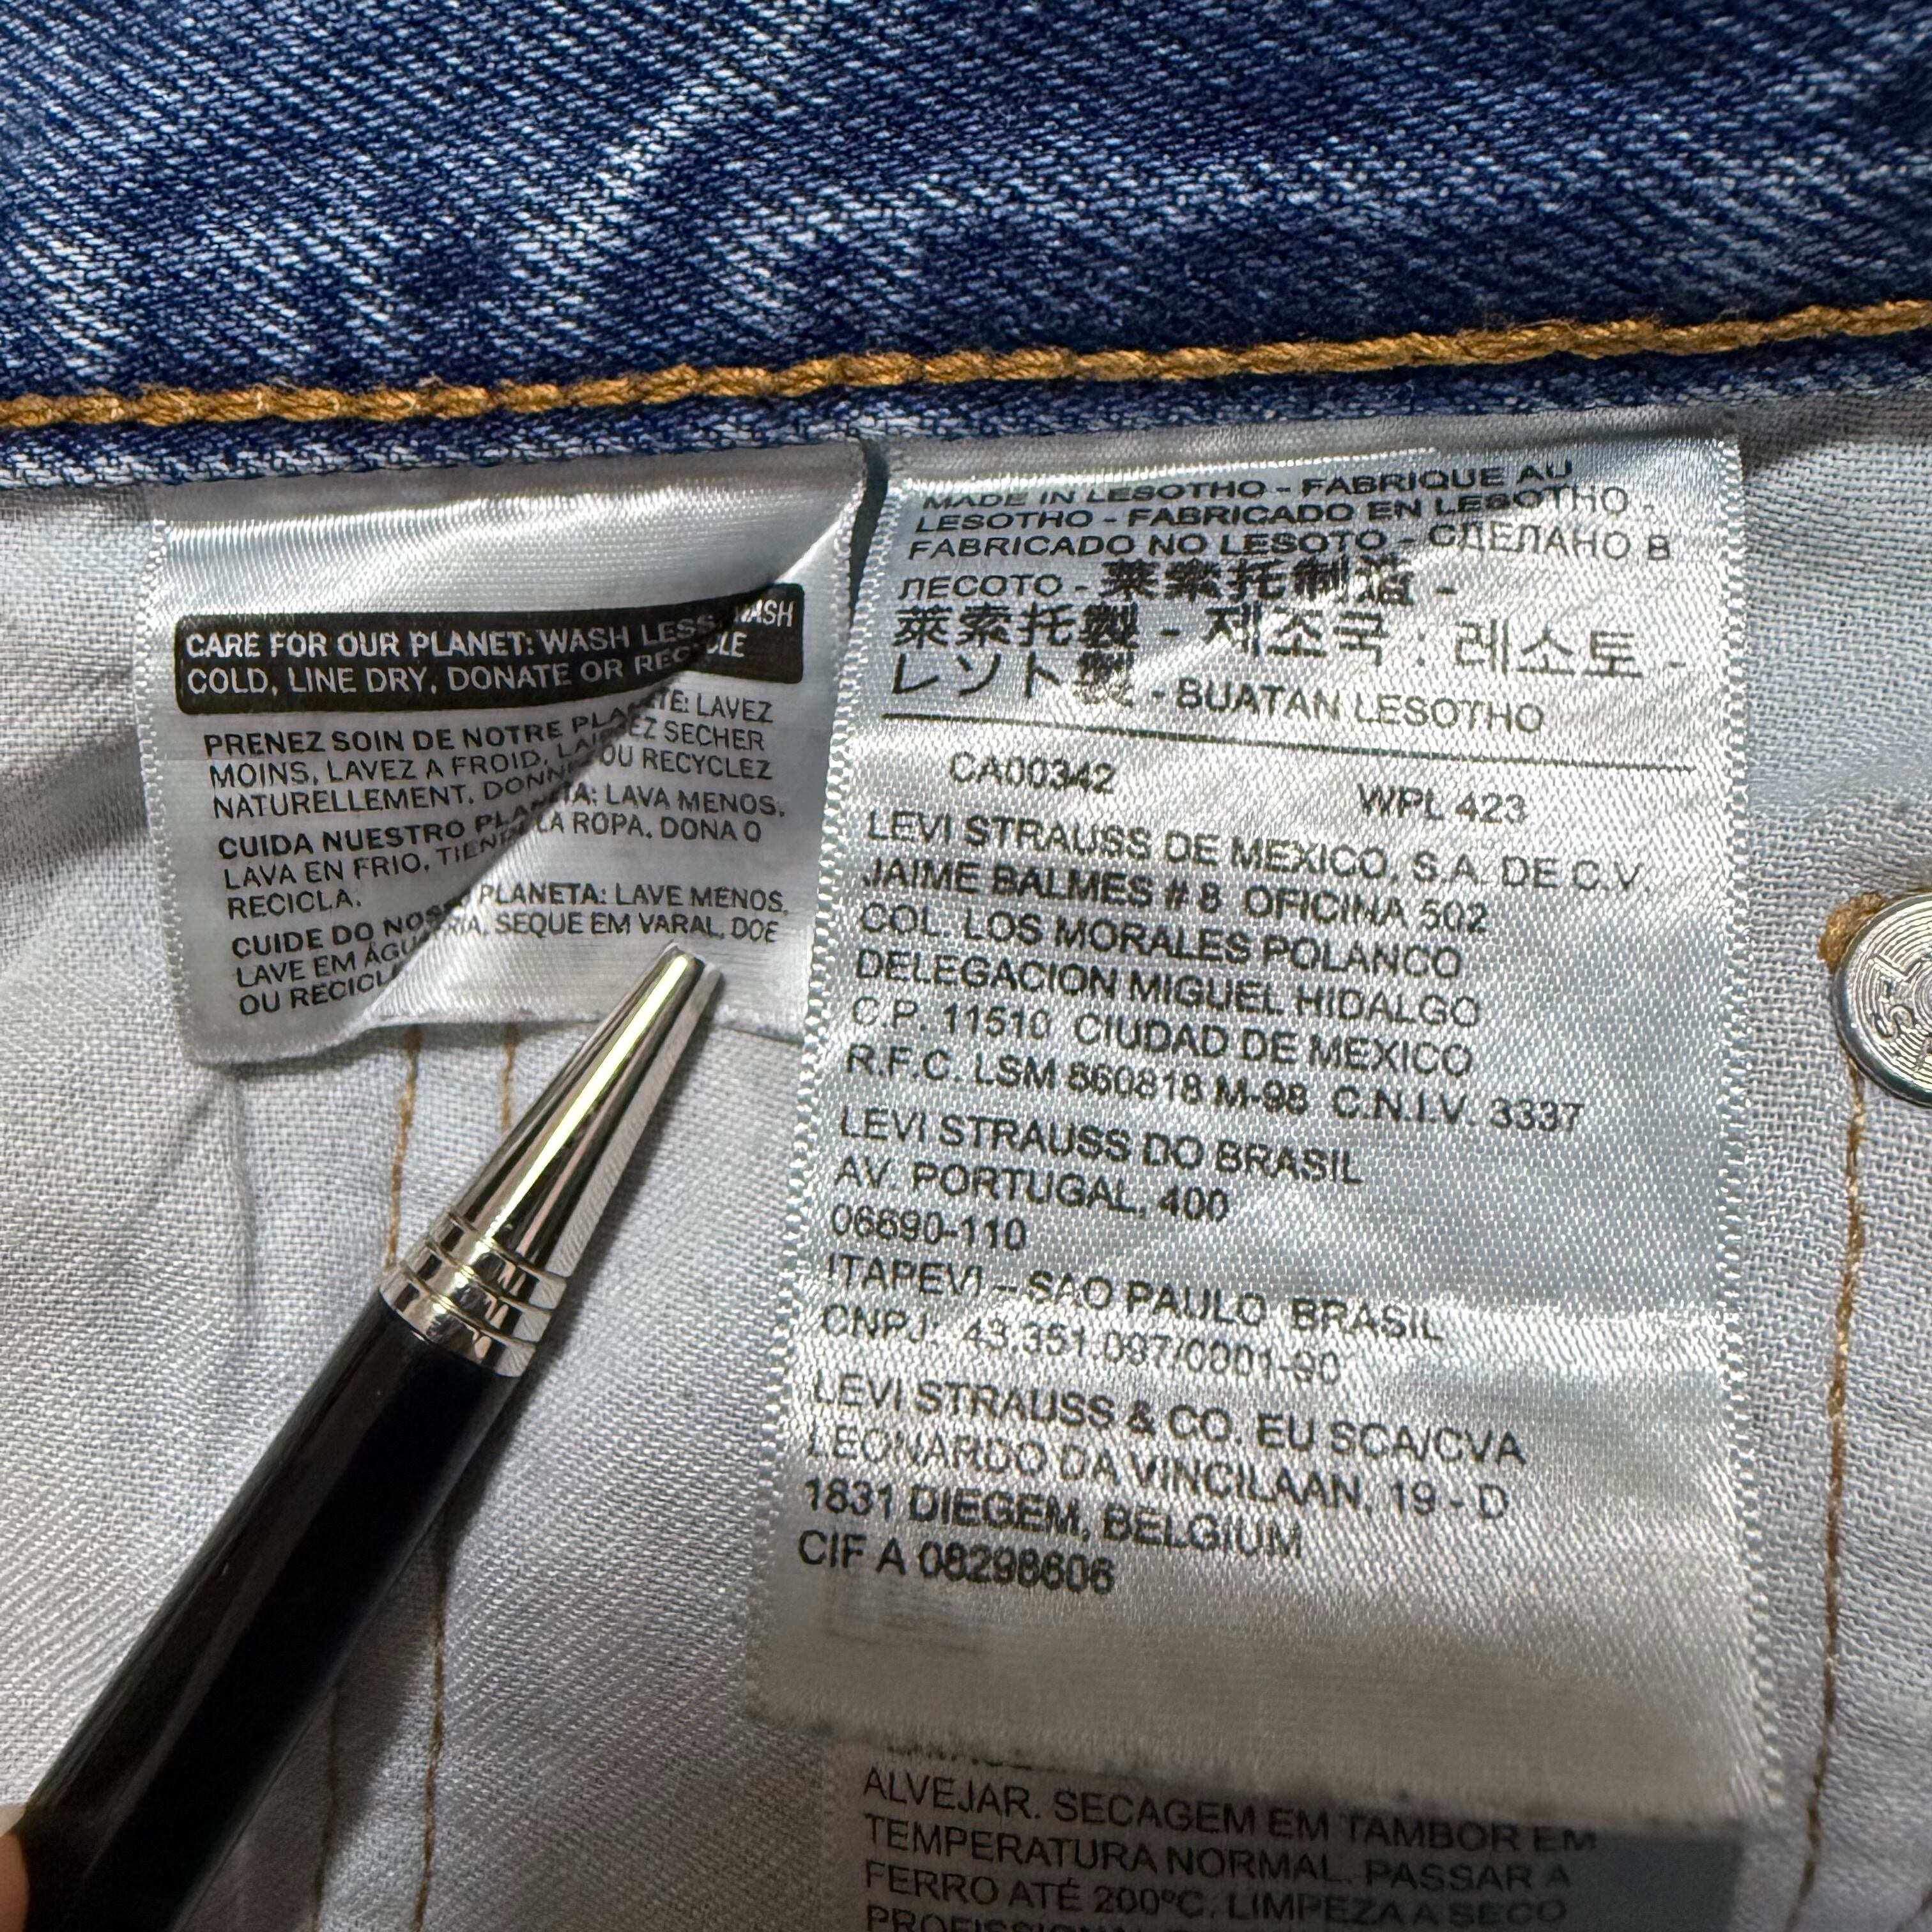 CARE FOR OUR PLANET: WASH LESS, WASH
COLD, LINE DRY, DONATE OR RECYCLE
PRENEZ SOIN DE NOTRE PLANETE: LAVEZ
MOINS, LAVEZ A FROID, LAISSEZ SECHER
NATURELLEMENT, DONNEZ OU RECYCLEZ
CUIDA NUESTRO PLANETA: LAVA MENOS,
LAVA EN FRIO, TIENDE LA ROPA, DONA O
RECICLA.
CUIDE DO NOSSO PLANETA: LAVE MENOS,
LAVE EM ÁGUA FRIA, SEQUE EM VARAL, DOE
OU RECICLE
MADE IN LESOTHO - FABRIQUE AU
LESOTHO - FABRICADO EN LESOTHO -
FABRICADO NO LESOTO - СДЕЛАНО В
ЛЕСОТО - 莱索托制造 -
萊索托製 - 제조국 : 레소토 -
レソト製 - BUATAN LESOTHO
CA00342 WPL 423
LEVI STRAUSS DE MEXICO, S.A. DE C.V.
JAIME BALMES # 8 OFICINA 502
COL. LOS MORALES POLANCO
DELEGACION MIGUEL HIDALGO
C.P. 11510 CIUDAD DE MEXICO
R.F.C. LSM 860818 M-98 C.N.I.V. 3337
LEVI STRAUSS DO BRASIL
AV. PORTUGAL, 400
06690-110
ITAPEVI – SAO PAULO BRASIL
CNPJ: 43.351.097/0001-90
LEVI STRAUSS & CO. EU SCA/CVA
LEONARDO DA VINCILAAN, 19 - D
1831 DIEGEM, BELGIUM
CIF A 08298606
ALVEJAR. SECAGEM EM TAMBOR EM
TEMPERATURA NORMAL. PASSAR A
FERRO ATÉ 200ºC. LIMPEZA A SECO